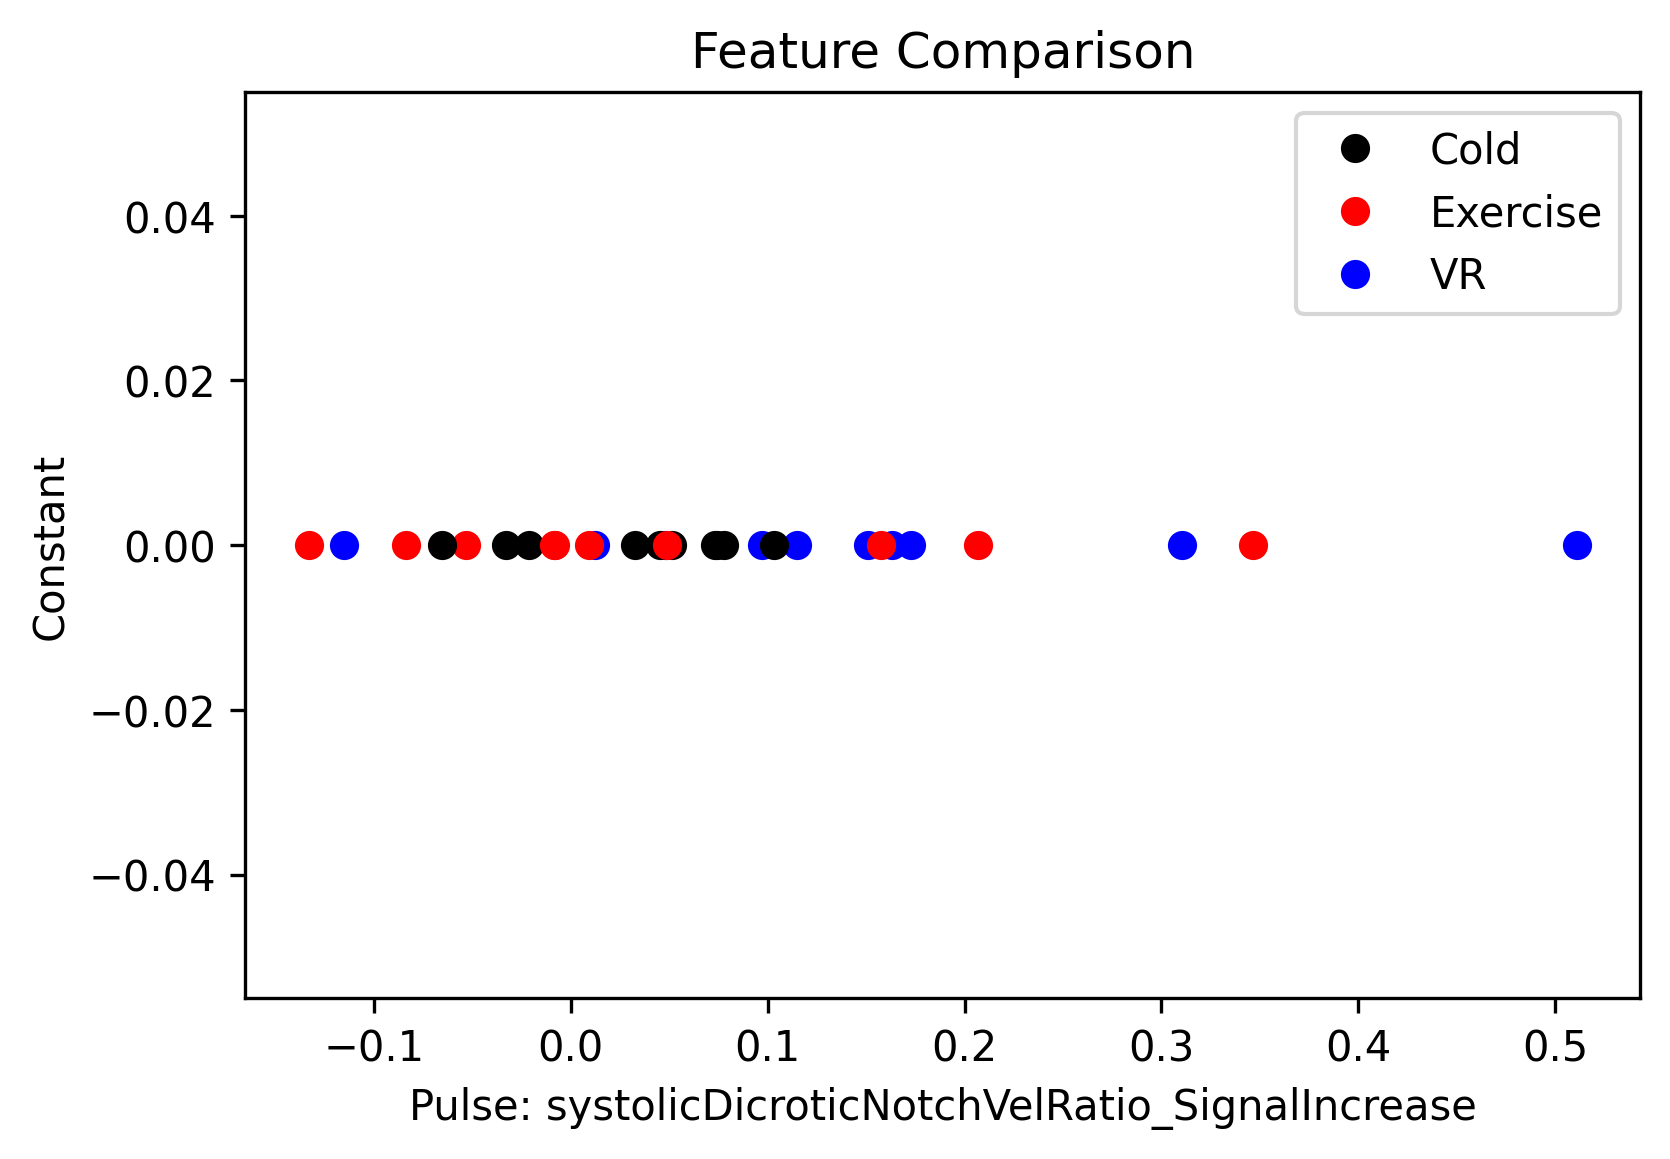 Feature Comparison
Cold
Exercise
VR
0.04
0.02
0.00
−0.02
−0.04
Constant
−0.1 0.0 0.1 0.2 0.3 0.4 0.5
Pulse: systolicDicroticNotchVelRatio_SignalIncrease